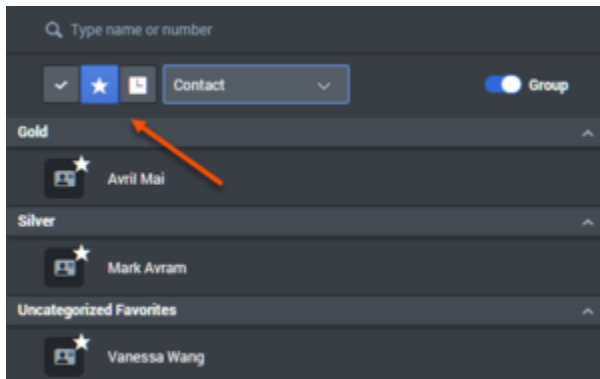 Type name or number
Contact
Group
Gold
Avril Mai
Silver
Mark Avram
Uncategorized Favorites
Vanessa Wang